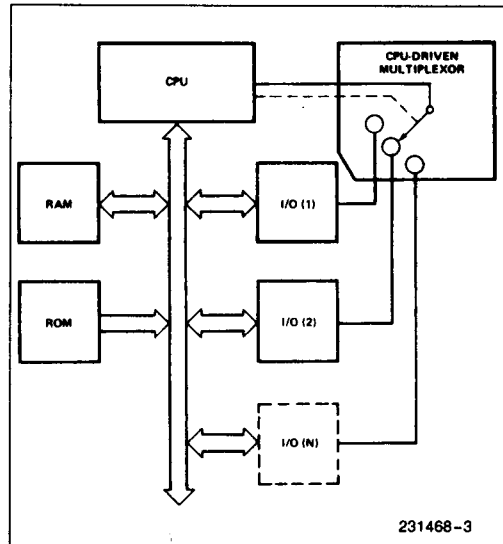 CPU
CPU-DRIVEN
MULTIPLEXOR
RAM
I/O (1)
ROM
I/O (2)
I/O (N)
231468-3